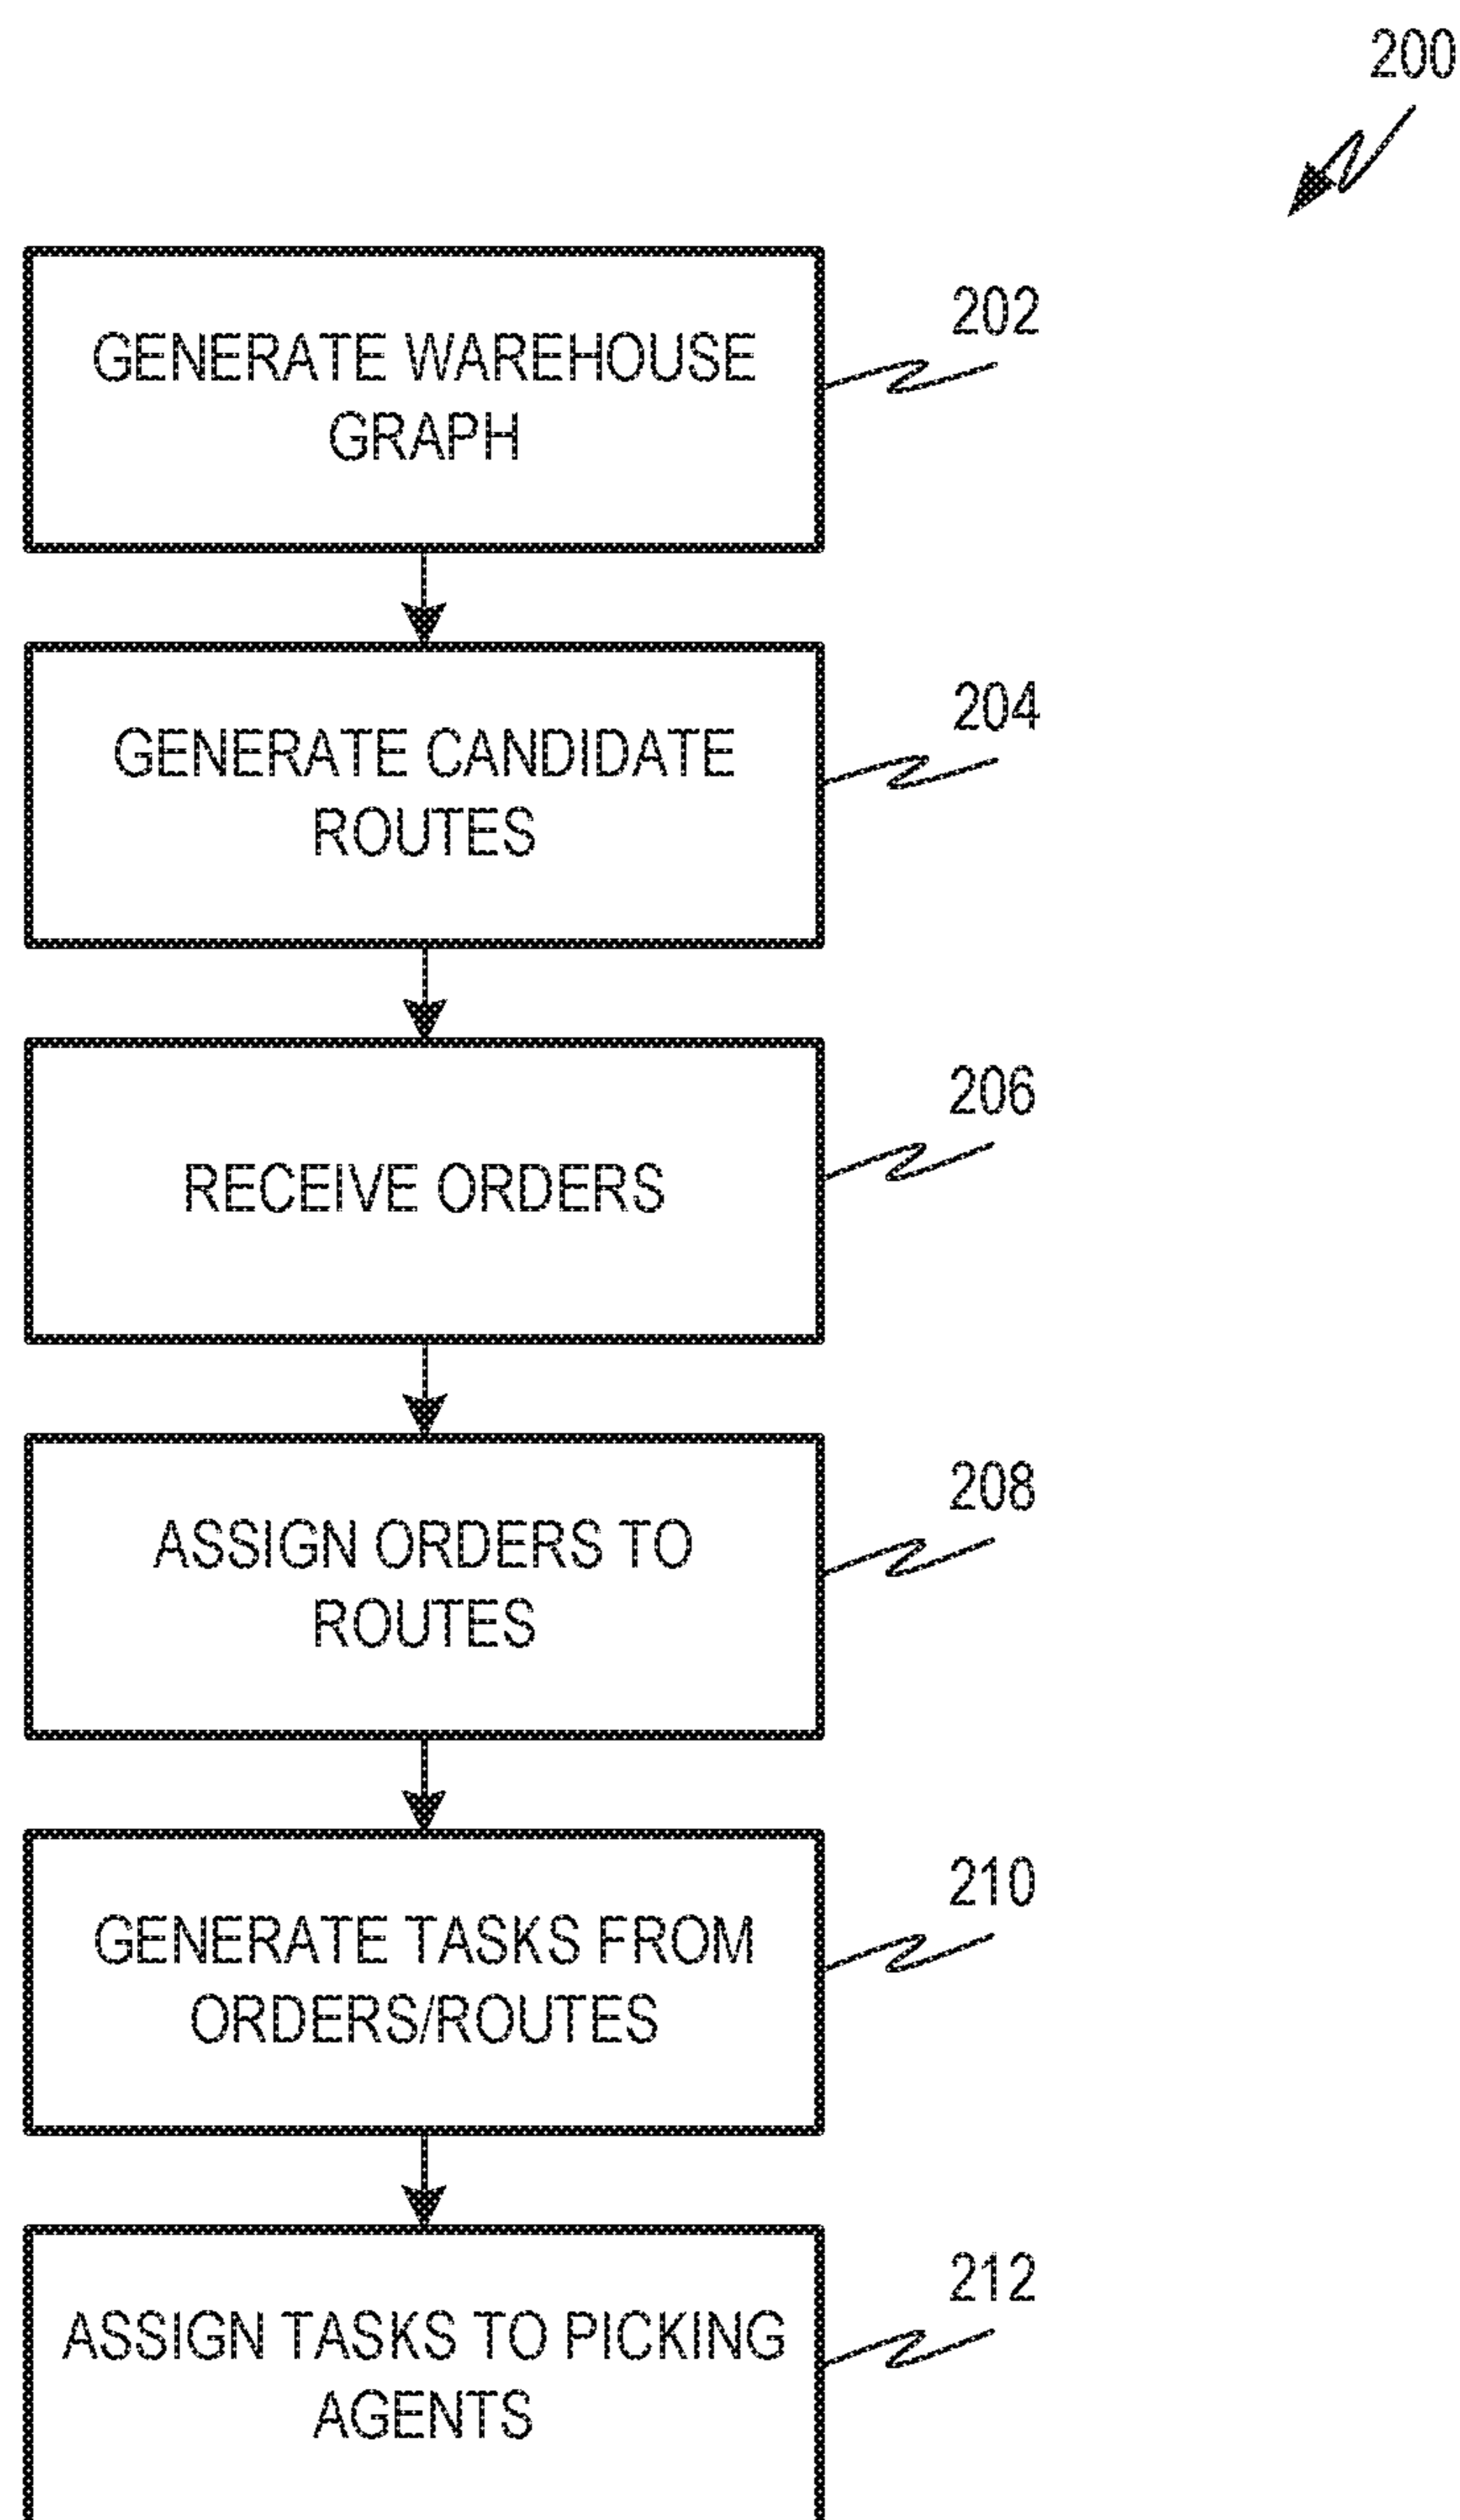 200
202
GENERATE WAREHOUSE
GRAPH
204
GENERATE CANDIDATE
ROUTES
206
RECEIVE ORDERS
208
ASSIGN ORDERS TO
ROUTES
210
GENERATE TASKS FROM
ORDERS/ROUTES
212
ASSIGN TASKS TO PICKING
AGENTS